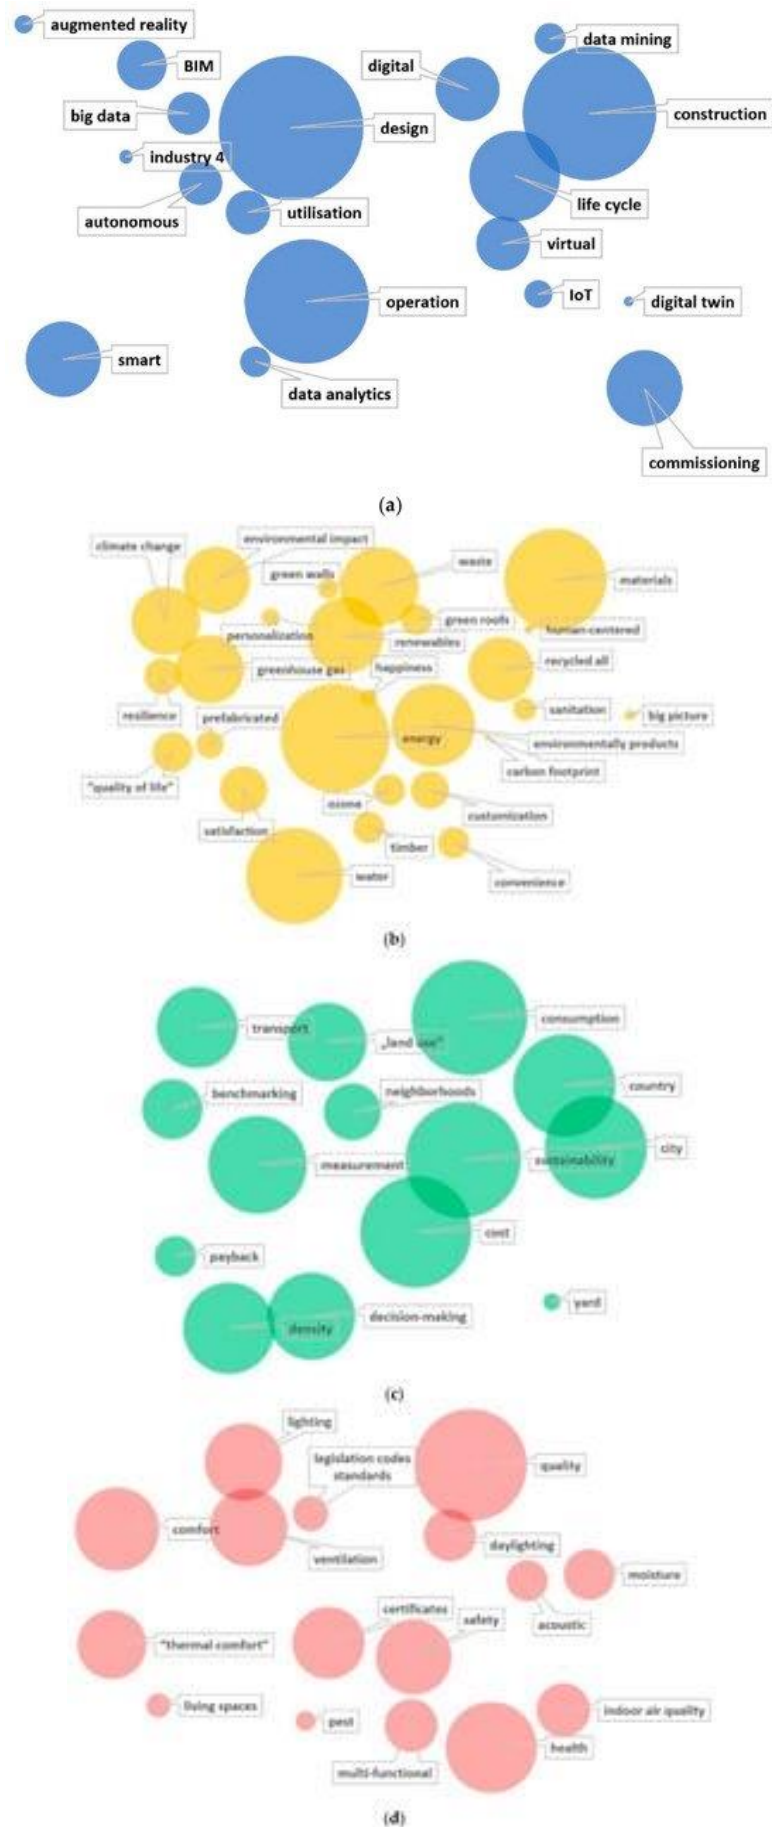 augmented reality
data mining
BIM
digital
big data
design
construction
industry 4
autonomous
utilisation
life cycle
virtual
operation
IoT
digital twin
smart
data analytics
commissioning
(a)
climate change
environmental impact
green walls
waste
materials
personalization
green roofs
human-centered
renewables
greenhouse gas
happiness
recycled all
resilience
prefabricated
sanitation
big picture
energy
environmentally products
carbon footprint
"quality of life"
ozone
customization
satisfaction
timber
water
convenience
(b)
transport
„land use"
consumption
benchmarking
neighborhoods
country
measurement
sustainability
city
cost
payback
yard
density
decision-making
(c)
lighting
legislation codes
standards
quality
comfort
ventilation
daylighting
moisture
acoustic
certificates
safety
"thermal comfort"
living spaces
pest
indoor air quality
health
multi-functional
(d)